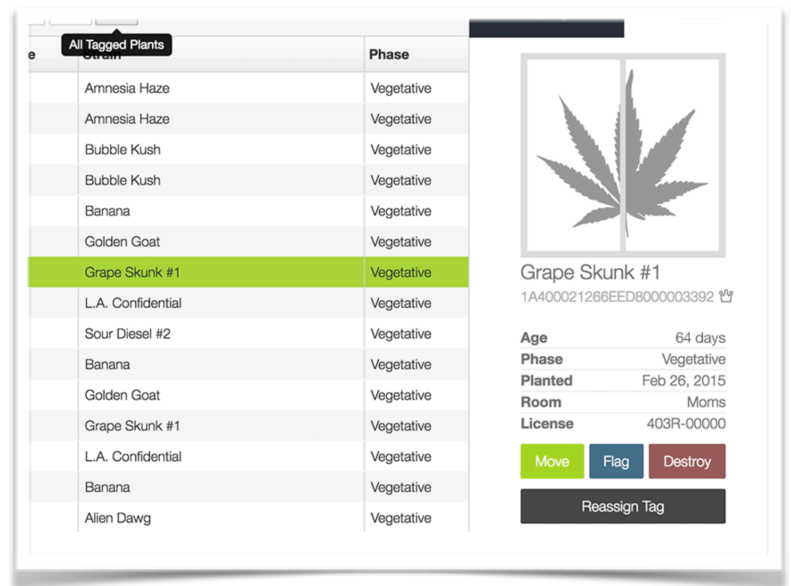 All Tagged Plants
e Strain Phase
Amnesia Haze Vegetative
Amnesia Haze Vegetative
Bubble Kush Vegetative
Bubble Kush Vegetative
Banana Vegetative
Golden Goat Vegetative
Grape Skunk #1 Vegetative
L.A. Confidential Vegetative
Sour Diesel #2 Vegetative
Banana Vegetative
Golden Goat Vegetative
Grape Skunk #1 Vegetative
L.A. Confidential Vegetative
Banana Vegetative
Alien Dawg Vegetative
Grape Skunk #1
1A400021266EED8000003392
Age 64 days
Phase Vegetative
Planted Feb 26, 2015
Room Moms
License 403R-00000
Move Flag Destroy
Reassign Tag